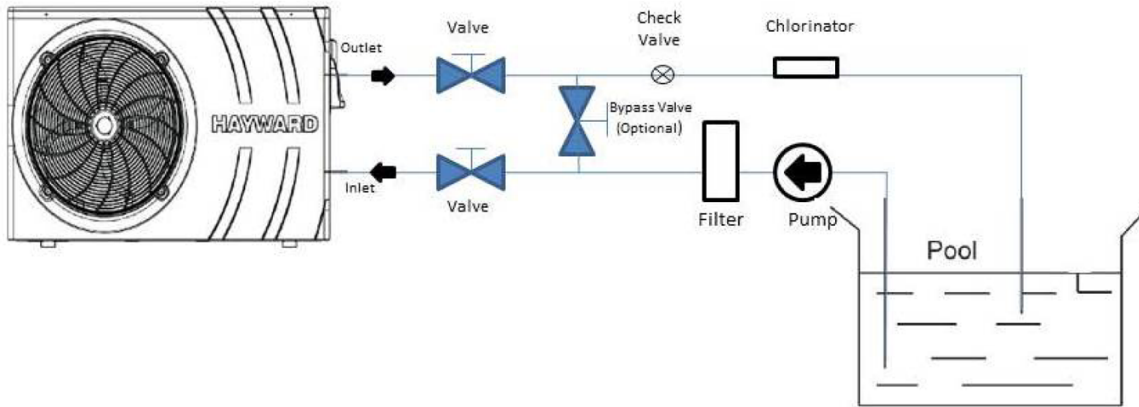 Outlet
Valve
Check
Valve
Chlorinator
HAYWARD
Bypass Valve
(Optional)
Inlet
Valve
Filter
Pump
Pool